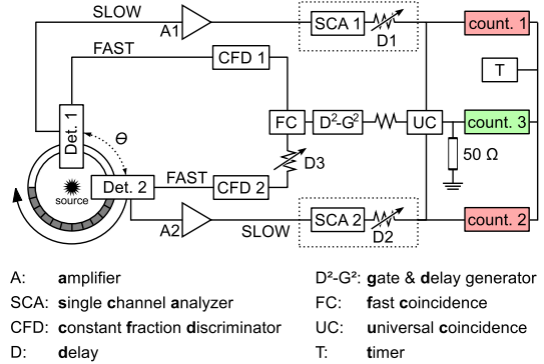 SLOW
A1
SCA 1
D1
count. 1
FAST
CFD 1
T
Det. 1
Θ
FC
D²-G²
UC
count. 3
D3
50 Ω
source
Det. 2
FAST
CFD 2
A2
SLOW
SCA 2
D2
count. 2
A: amplifier
SCA: single channel analyzer
CFD: constant fraction discriminator
D: delay
D²-G²: gate & delay generator
FC: fast coincidence
UC: universal coincidence
T: timer